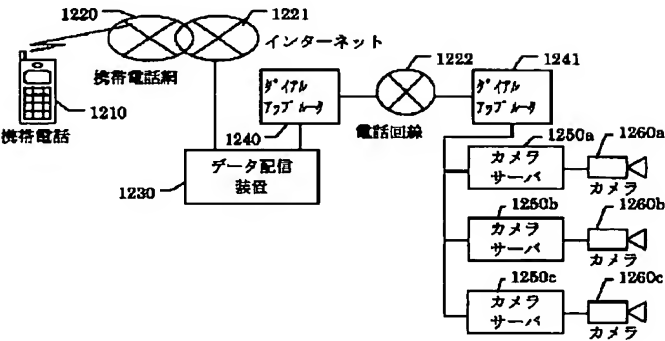 1220
1221
インターネット
携帯電話網
1210
携帯電話
1222
1241
ダイアル
アップルータ
ダイアル
アップルータ
1240
電話回線
データ配信
装置
1230
1250a
1260a
カメラ
サーバ
カメラ
1250b
1260b
カメラ
サーバ
カメラ
1250c
1260c
カメラ
サーバ
カメラ